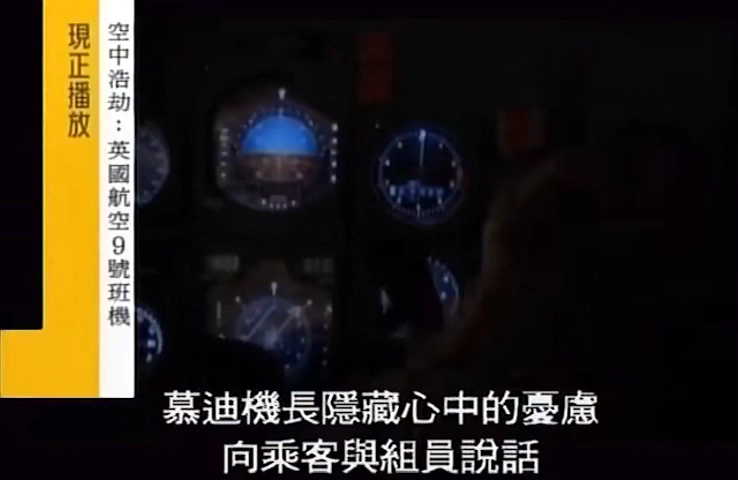 現正播放
空中浩劫：英國航空9號班機
慕迪機長隱藏心中的憂慮
向乘客與組員說話